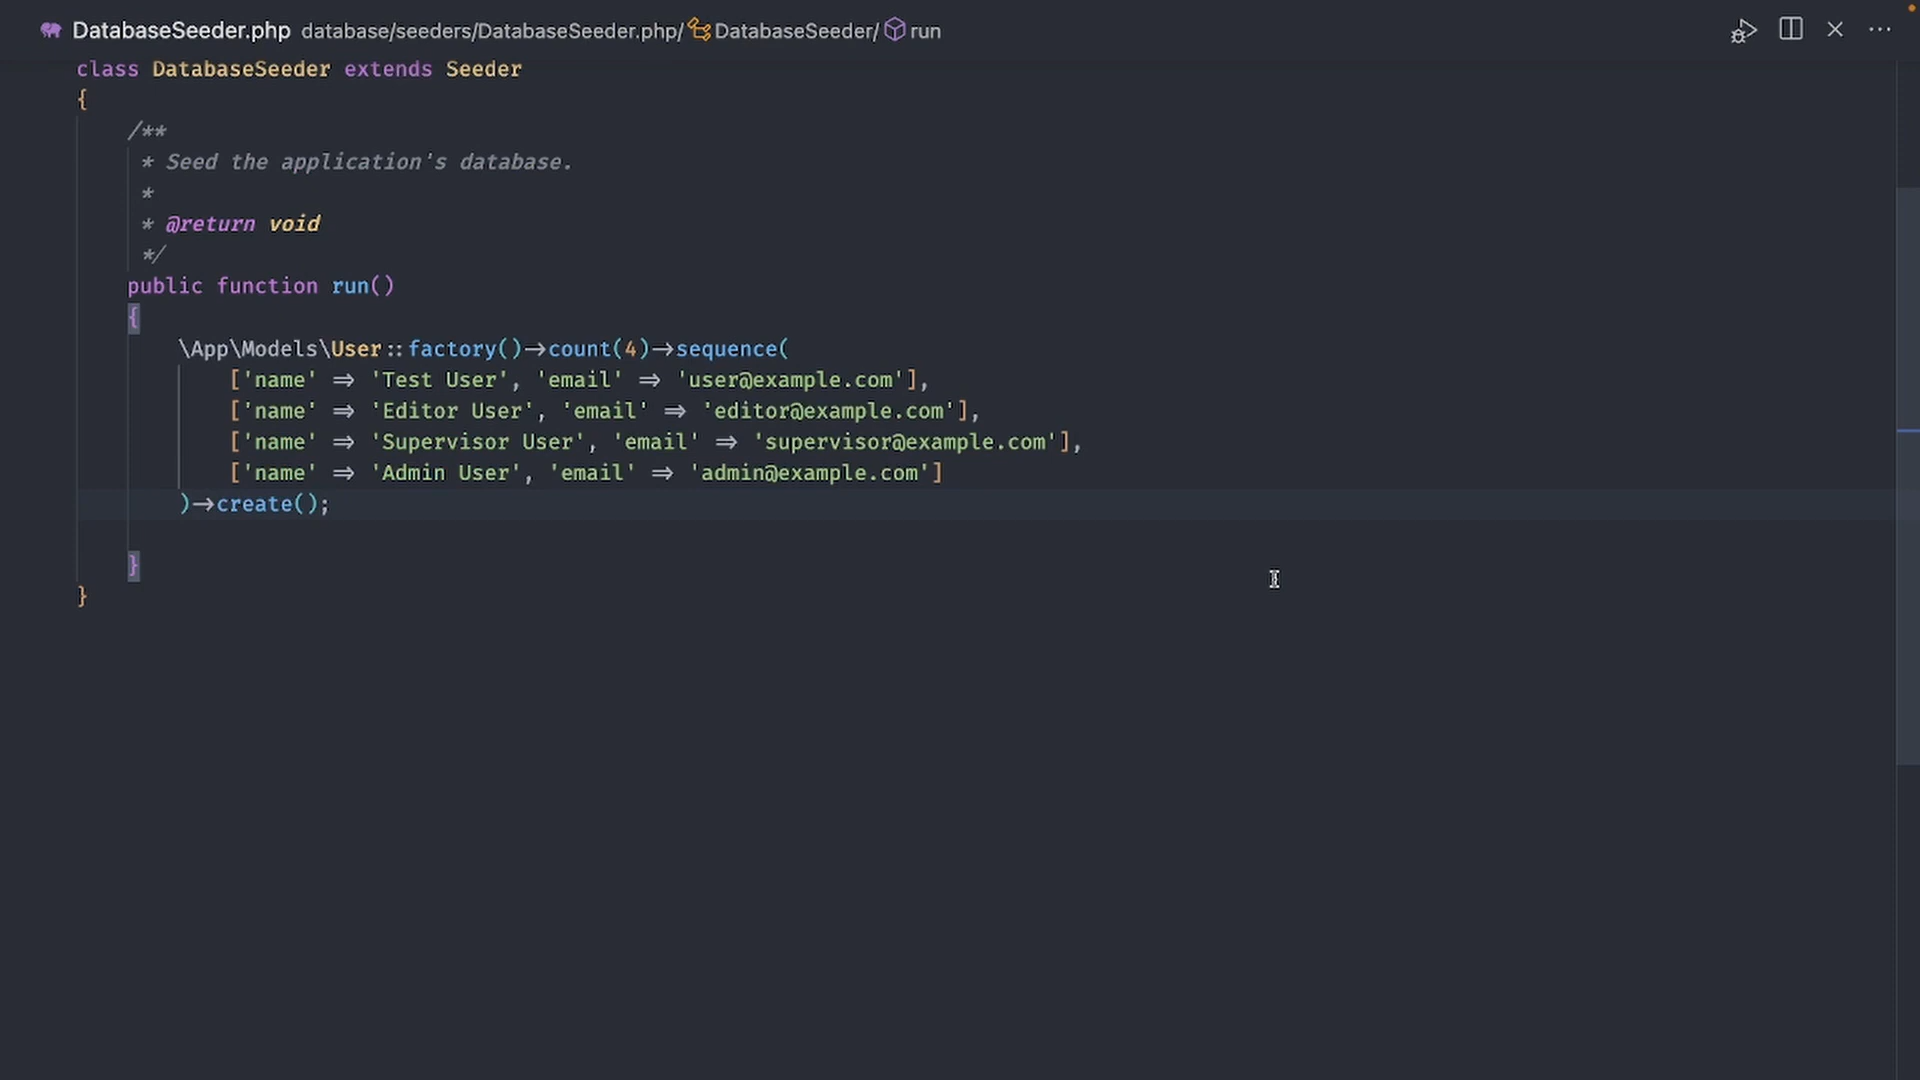 DatabaseSeeder.php database/seeders/DatabaseSeeder.php/DatabaseSeeder/run
class DatabaseSeeder extends Seeder
{
/**
* Seed the application's database.
*
* @return void
*/
public function run()
{
\App\Models\User::factory()->count(4)->sequence(
['name' => 'Test User', 'email' => 'user@example.com'],
['name' => 'Editor User', 'email' => 'editor@example.com'],
['name' => 'Supervisor User', 'email' => 'supervisor@example.com'],
['name' => 'Admin User', 'email' => 'admin@example.com']
)->create();
}
}